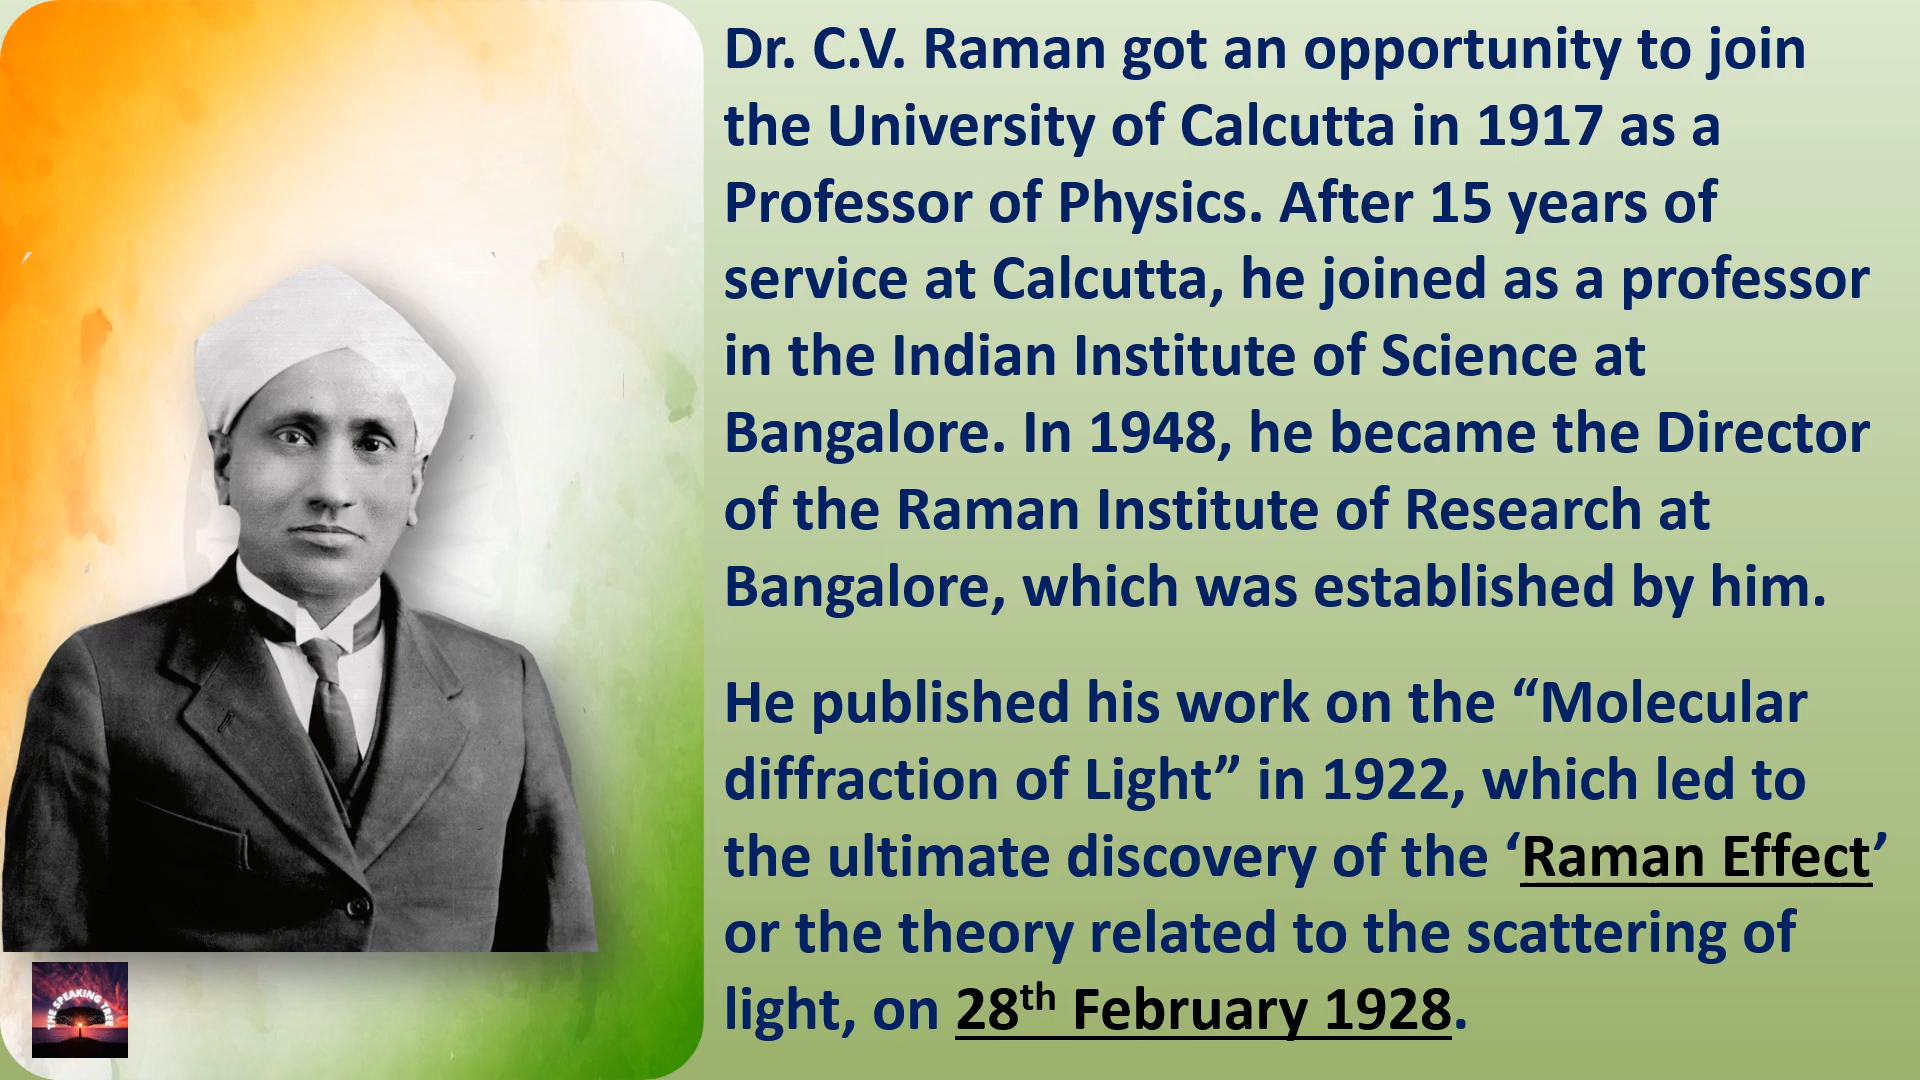 Dr. C.V. Raman got an opportunity to join
the University of Calcutta in 1917 as a
Professor of Physics. After 15 years of
service at Calcutta, he joined as a professor
in the Indian Institute of Science at
Bangalore. In 1948, he became the Director
of the Raman Institute of Research at
Bangalore, which was established by him.
He published his work on the “Molecular
diffraction of Light” in 1922, which led to
the ultimate discovery of the ‘Raman Effect’
or the theory related to the scattering of
light, on 28th February 1928.
THE SPEAKING TREE